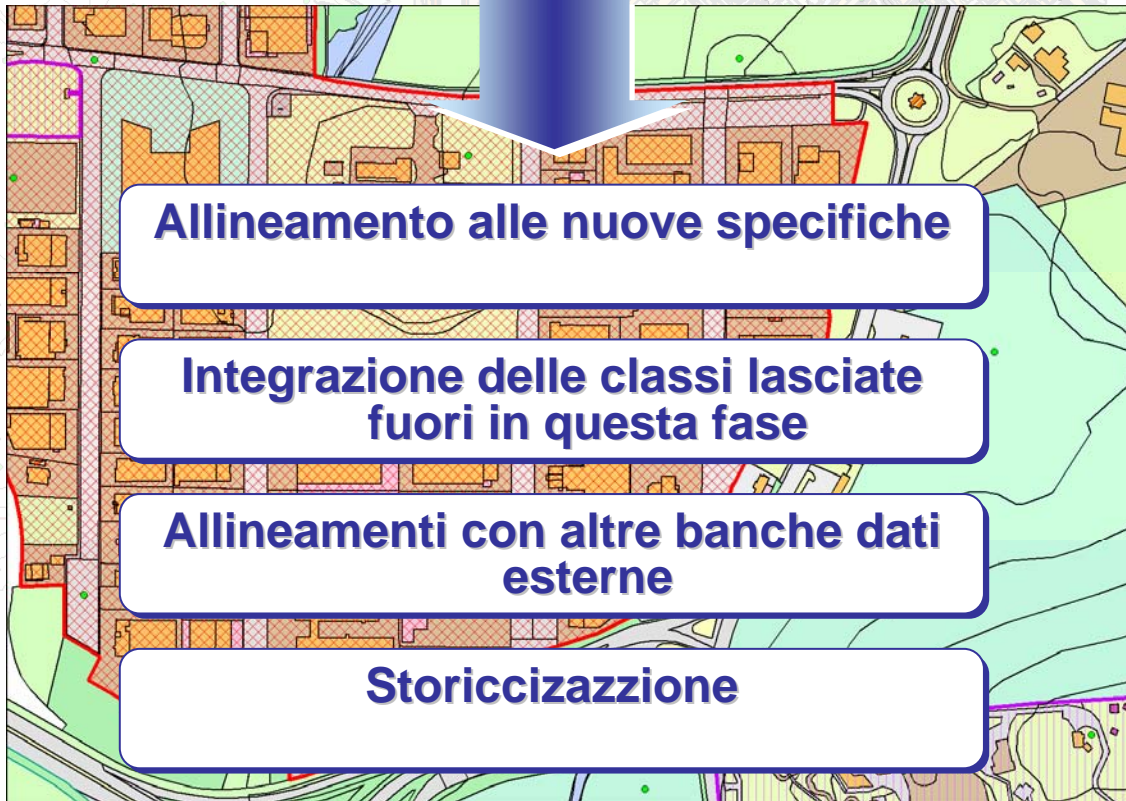 Allineamento alle nuove specifiche
Integrazione delle classi lasciate
fuori in questa fase
Allineamenti con altre banche dati
esterne
Storiccizazzione